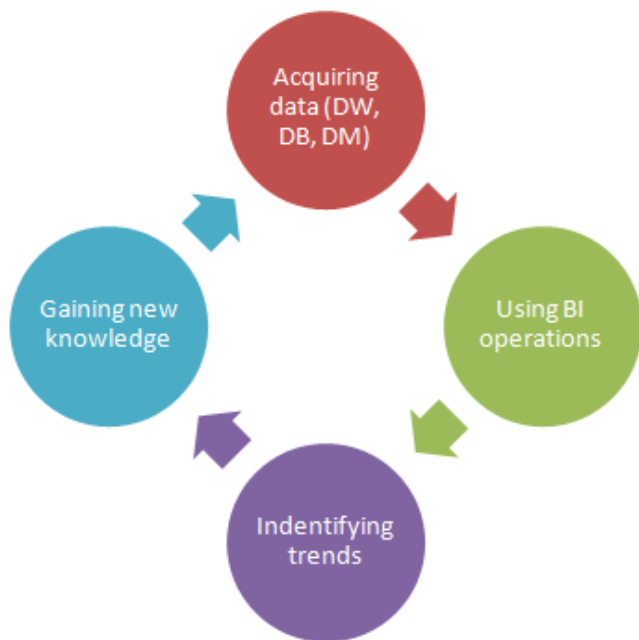 Acquiring
data (DW,
DB, DM)
Using BI
operations
Indentifying
trends
Gaining new
knowledge